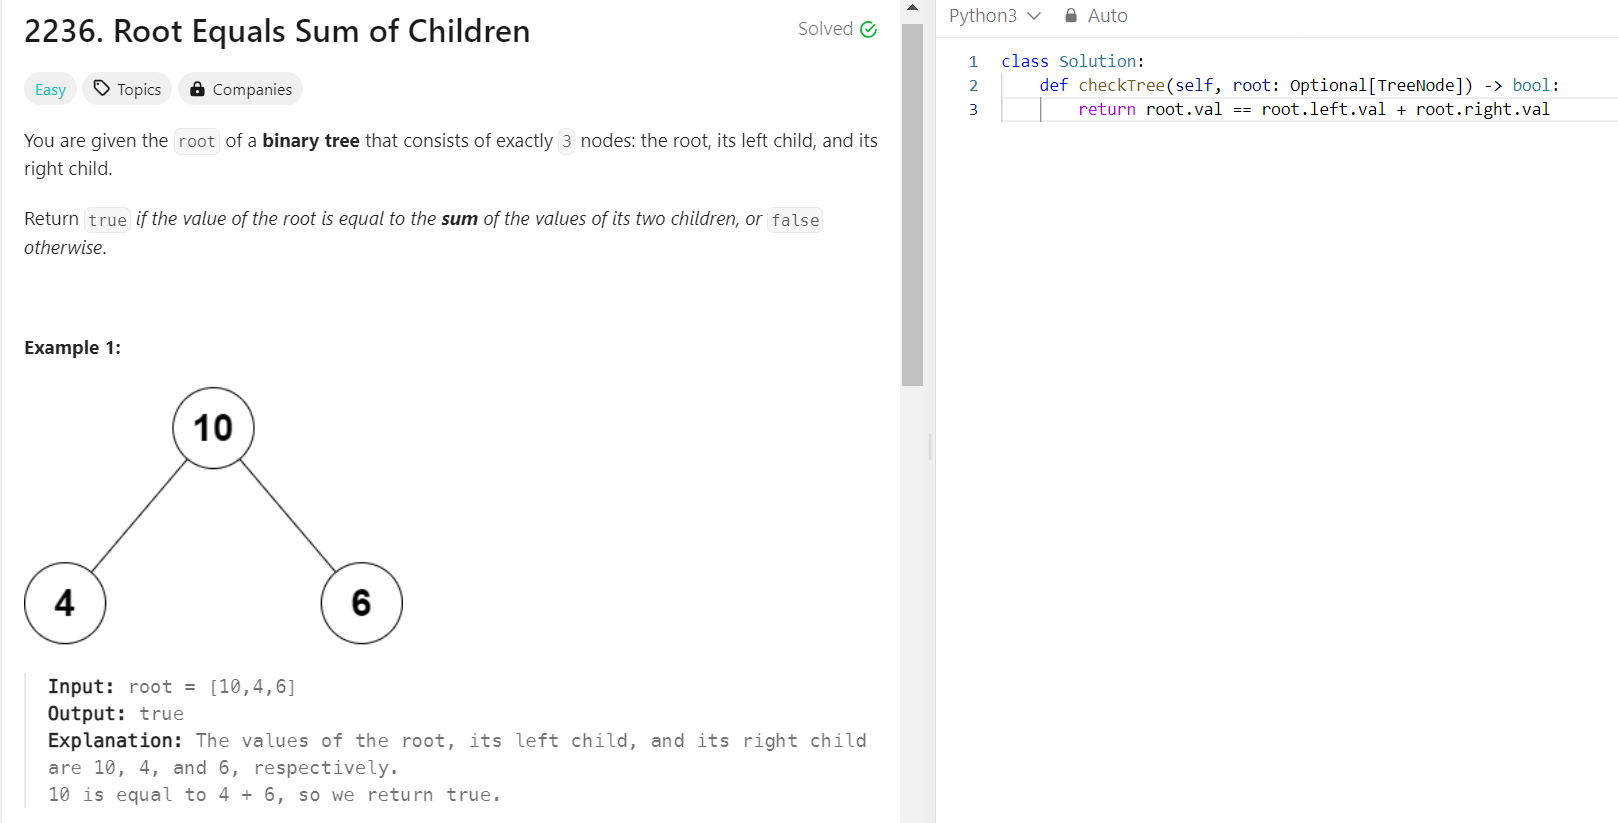 2236. Root Equals Sum of Children
Solved
Easy Topics Companies
You are given the root of a binary tree that consists of exactly 3 nodes: the root, its left child, and its
right child.
Return true if the value of the root is equal to the sum of the values of its two children, or false
otherwise.
Example 1:
10
4
6
Input: root = [10,4,6]
Output: true
Explanation: The values of the root, its left child, and its right child
are 10, 4, and 6, respectively.
10 is equal to 4 + 6, so we return true.
Python3 Auto
1 class Solution:
2 def checkTree(self, root: Optional[TreeNode]) -> bool:
3 return root.val == root.left.val + root.right.val